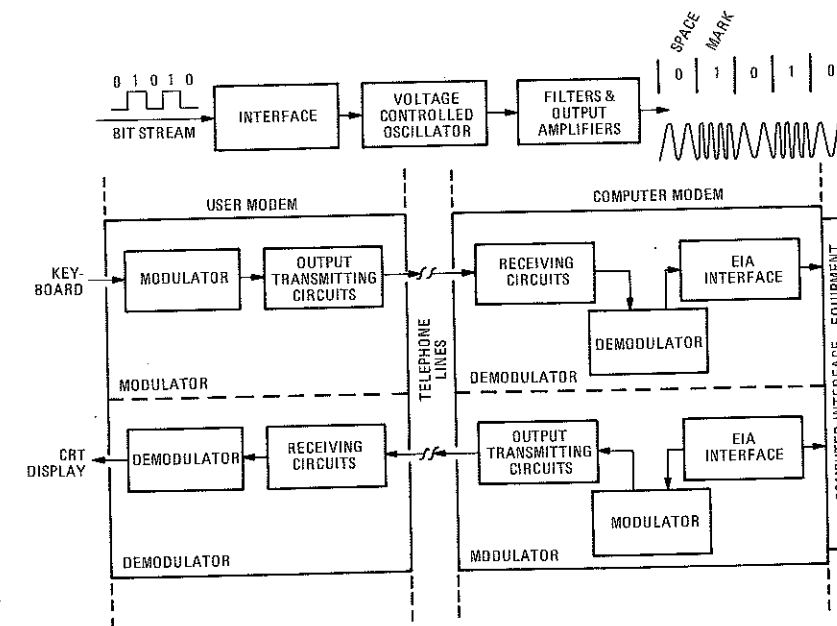 SPACE
MARK
0 1 0 1 0
0 1 0 1 0
BIT STREAM
INTERFACE
VOLTAGE
CONTROLLED
OSCILLATOR
FILTERS &
OUTPUT
AMPLIFIERS
USER MODEM
COMPUTER MODEM
KEY-
BOARD
MODULATOR
OUTPUT
TRANSMITTING
CIRCUITS
RECEIVING
CIRCUITS
EIA
INTERFACE
DEMODULATOR
MODULATOR
DEMODULATOR
TELEPHONE
LINES
COMPUTER INTERFACE EQUIPMENT
CRT
DISPLAY
DEMODULATOR
RECEIVING
CIRCUITS
OUTPUT
TRANSMITTING
CIRCUITS
EIA
INTERFACE
MODULATOR
DEMODULATOR
MODULATOR